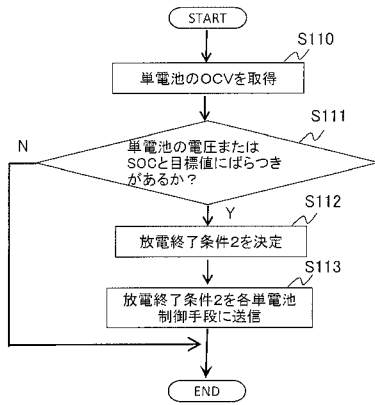 START
S110
単電池のOCVを取得
S111
N
単電池の電圧または
SOCと目標値にばらつき
があるか？
Y
S112
放電終了条件2を決定
S113
放電終了条件2を各単電池
制御手段に送信
END